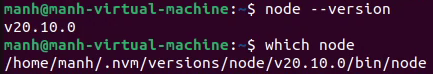 manh@manh-virtual-machine:~$ node --version
v20.10.0
manh@manh-virtual-machine:~$ which node
/home/manh/.nvm/versions/node/v20.10.0/bin/node